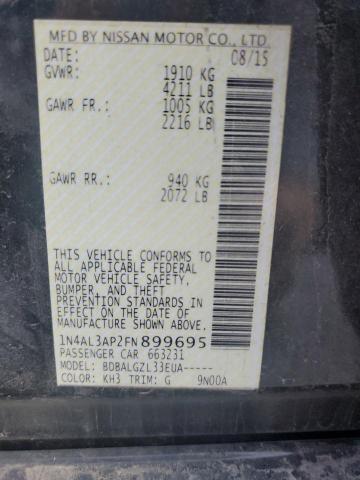 MFD BY NISSAN MOTOR CO., LTD.
DATE: 08/15
GVWR: 1910 KG
4211 LB
GAWR FR.: 1005 KG
2216 LB
GAWR RR.: 940 KG
2072 LB
THIS VEHICLE CONFORMS TO
ALL APPLICABLE FEDERAL
MOTOR VEHICLE SAFETY,
BUMPER, AND THEFT
PREVENTION STANDARDS IN
EFFECT ON THE DATE OF
MANUFACTURE SHOWN ABOVE.
1N4AL3AP2FN899695
PASSENGER CAR 663231
MODEL: BDBALGZL33EUA-----
COLOR: KH3 TRIM: G 9N00A